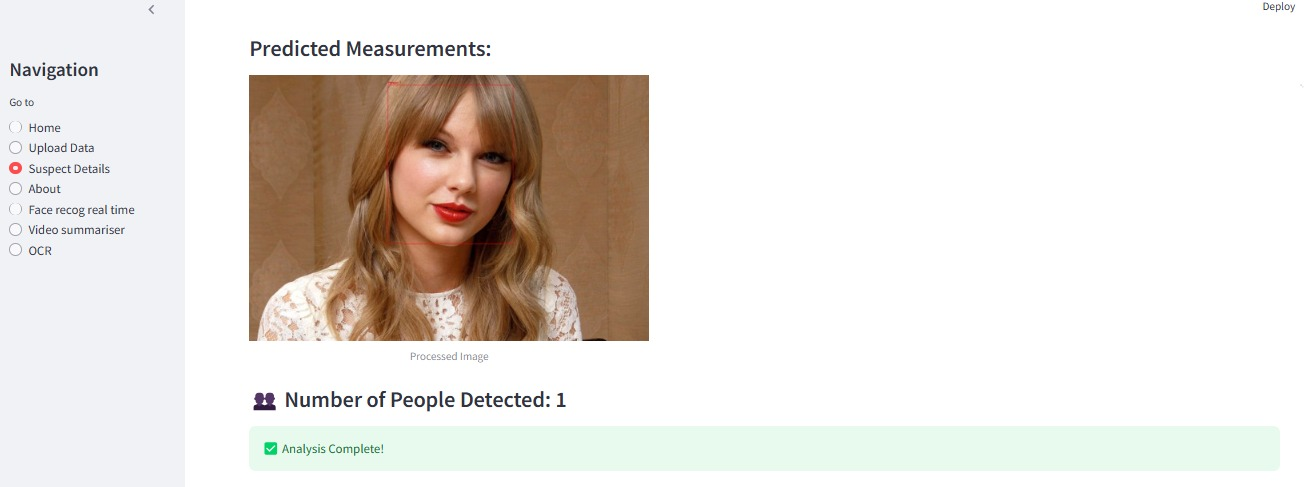 Deploy
Navigation
Go to
Home
Upload Data
Suspect Details
About
Face recog real time
Video summariser
OCR
Predicted Measurements:
Processed Image
Number of People Detected: 1
Analysis Complete!